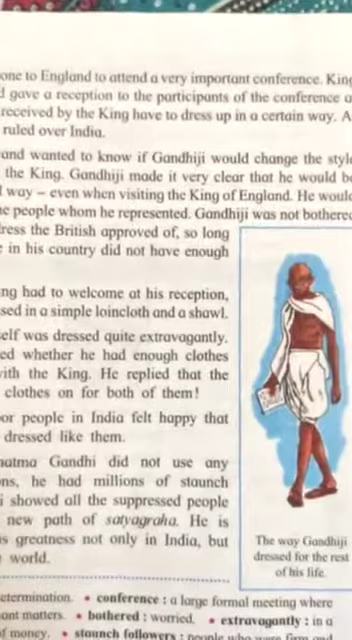 one to England to attend a very important conference. King
gave a reception to the participants of the conference
received by the King have to dress up in a certain way. A
ruled over India.
and wanted to know if Gandhiji would change the style
the King. Gandhiji made it very clear that he would be
way – even when visiting the King of England. He would
people whom he represented. Gandhiji was not bothered
ress the British approved of, so long
in his country did not have enough
ng had to welcome at his reception,
sed in a simple loincloth and a shawl.
self was dressed quite extravagantly.
ed whether he had enough clothes
with the King. He replied that the
clothes on for both of them!
or people in India felt happy that
dressed like them.
hatma Gandhi did not use any
ns, he had millions of staunch
i showed all the suppressed people
new path of satyagraha. He is
s greatness not only in India, but
world.
The way Gandhiji
dressed for the rest
of his life.
etermination. • conference : a large formal meeting where
ant matters. • bothered : worried. • extravagantly : in a
of money. • staunch followers : people who were firm and